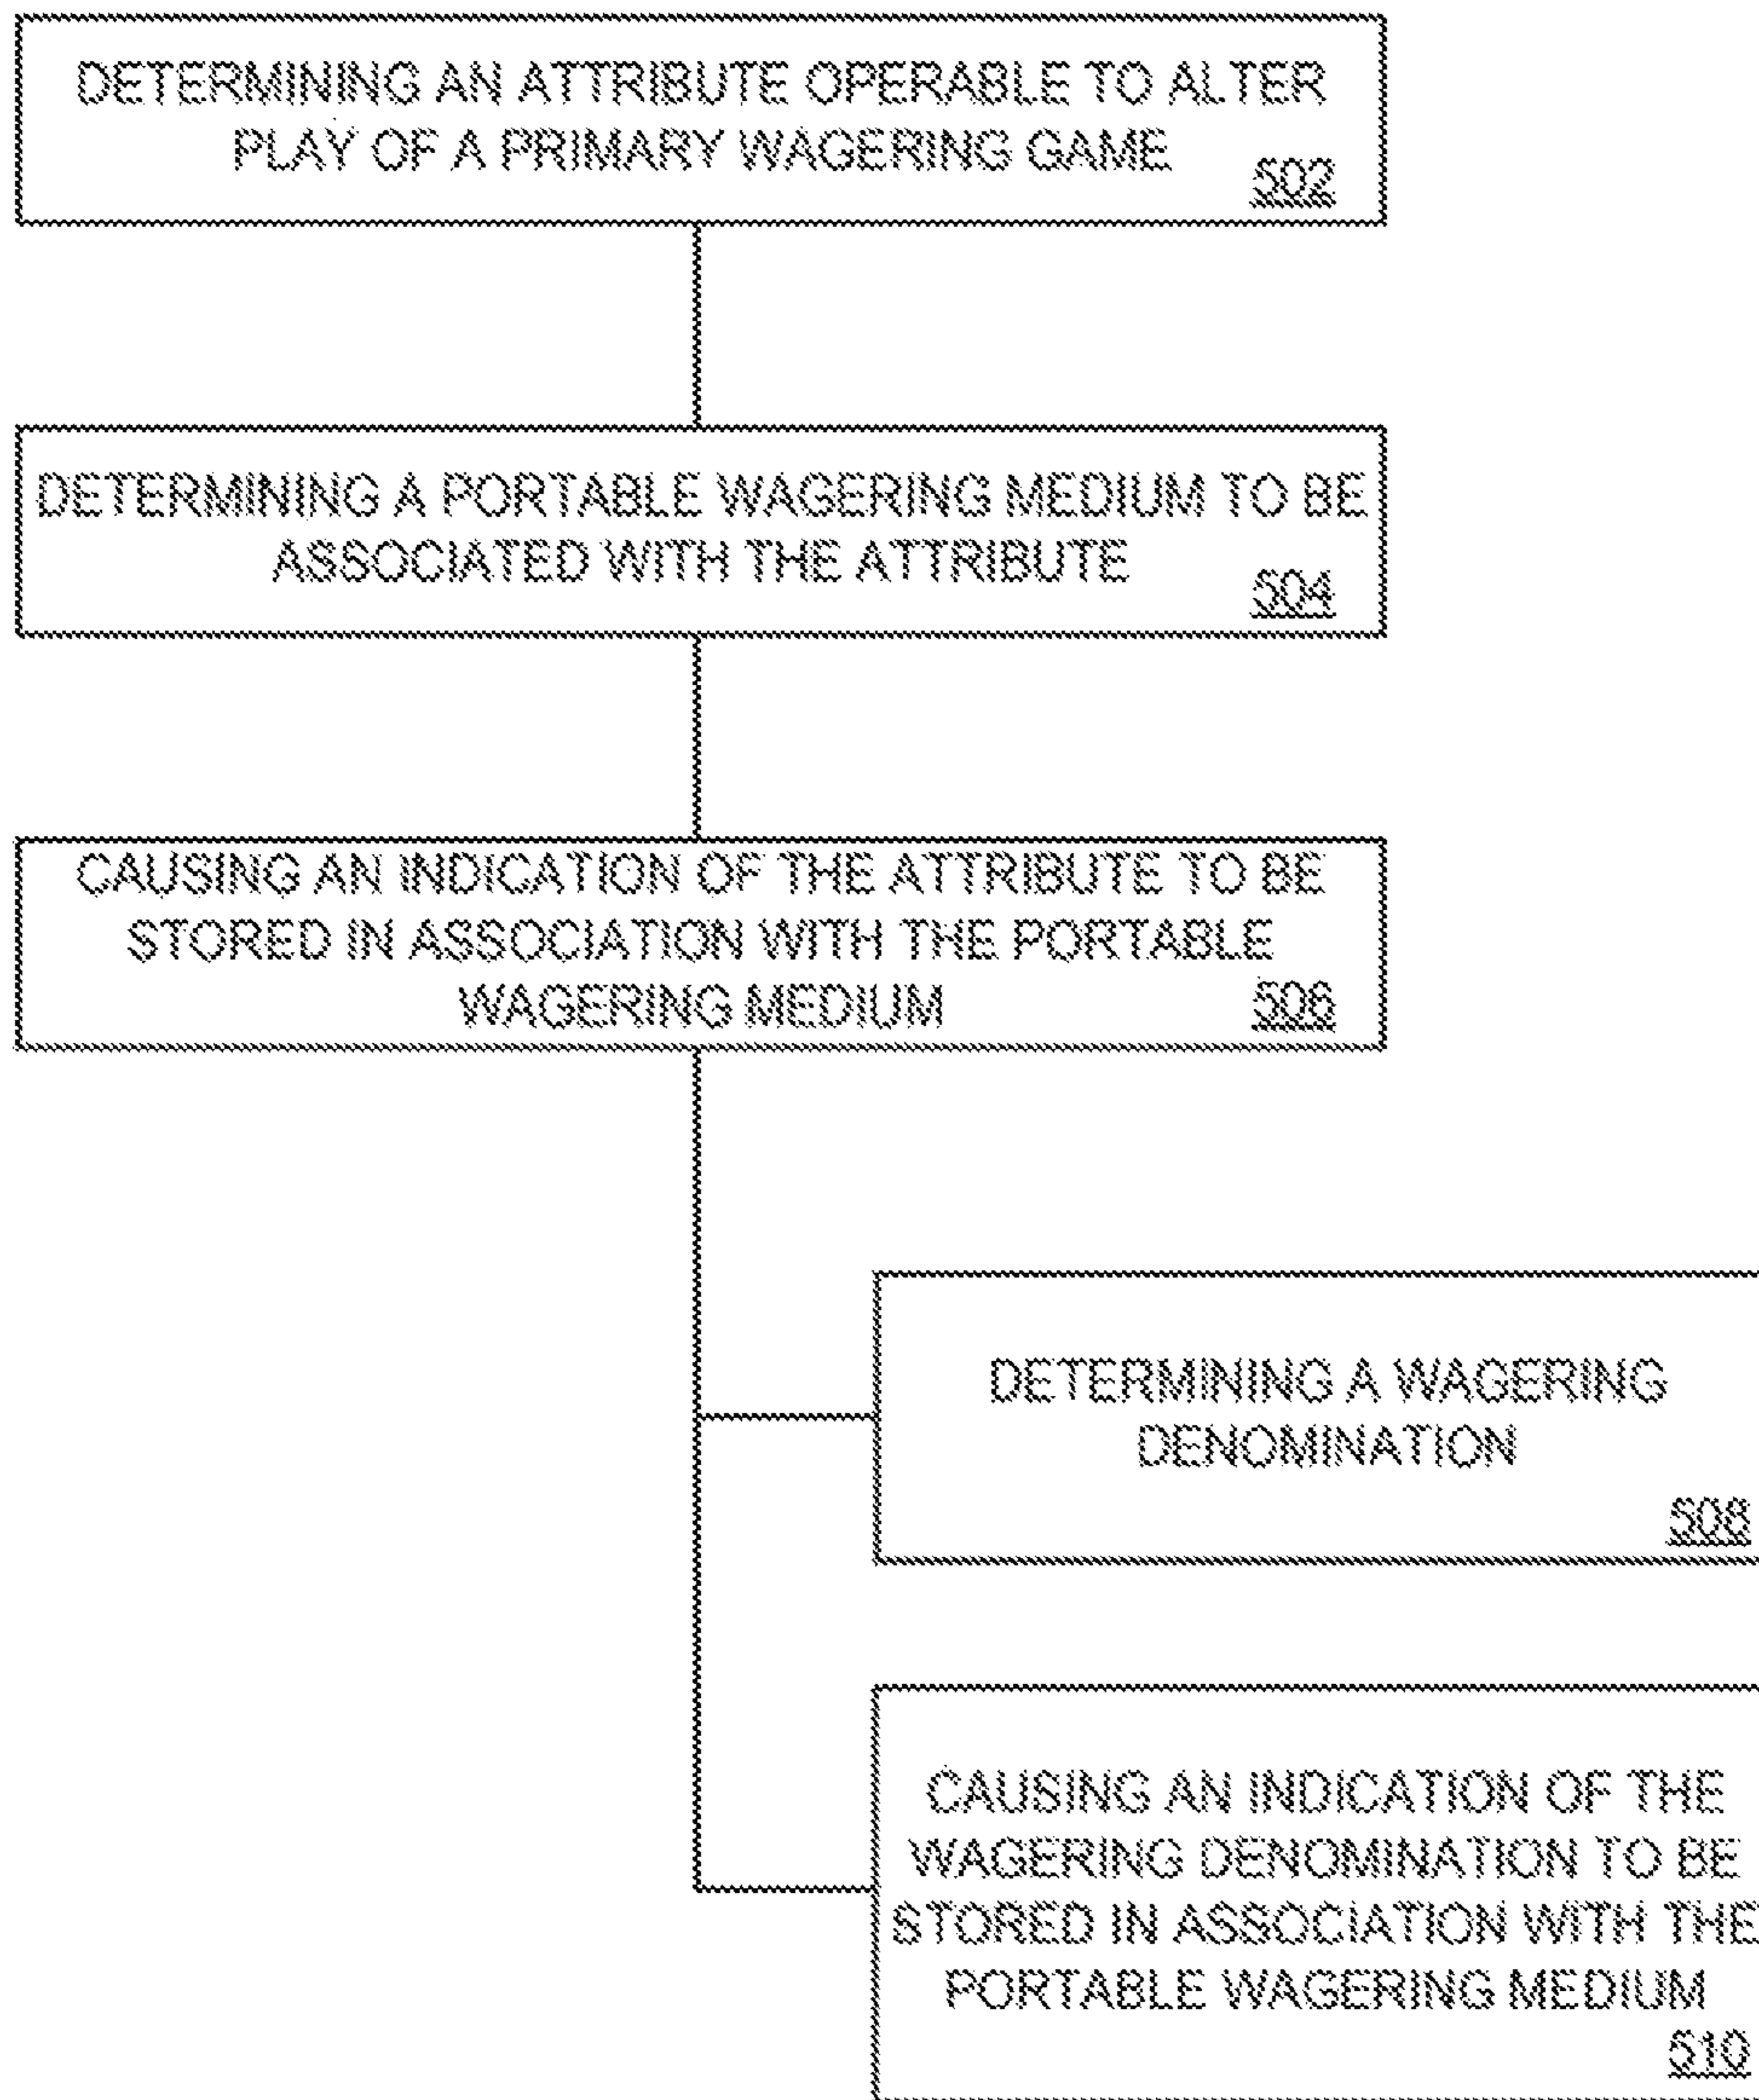 DETERMINING AN ATTRIBUTE OPERABLE TO ALTER
PLAY OF A PRIMARY WAGERING GAME
502
DETERMINING A PORTABLE WAGERING MEDIUM TO BE
ASSOCIATED WITH THE ATTRIBUTE
504
CAUSING AN INDICATION OF THE ATTRIBUTE TO BE
STORED IN ASSOCIATION WITH THE PORTABLE
WAGERING MEDIUM
506
DETERMINING A WAGERING
DENOMINATION
508
CAUSING AN INDICATION OF THE
WAGERING DENOMINATION TO BE
STORED IN ASSOCIATION WITH THE
PORTABLE WAGERING MEDIUM
510